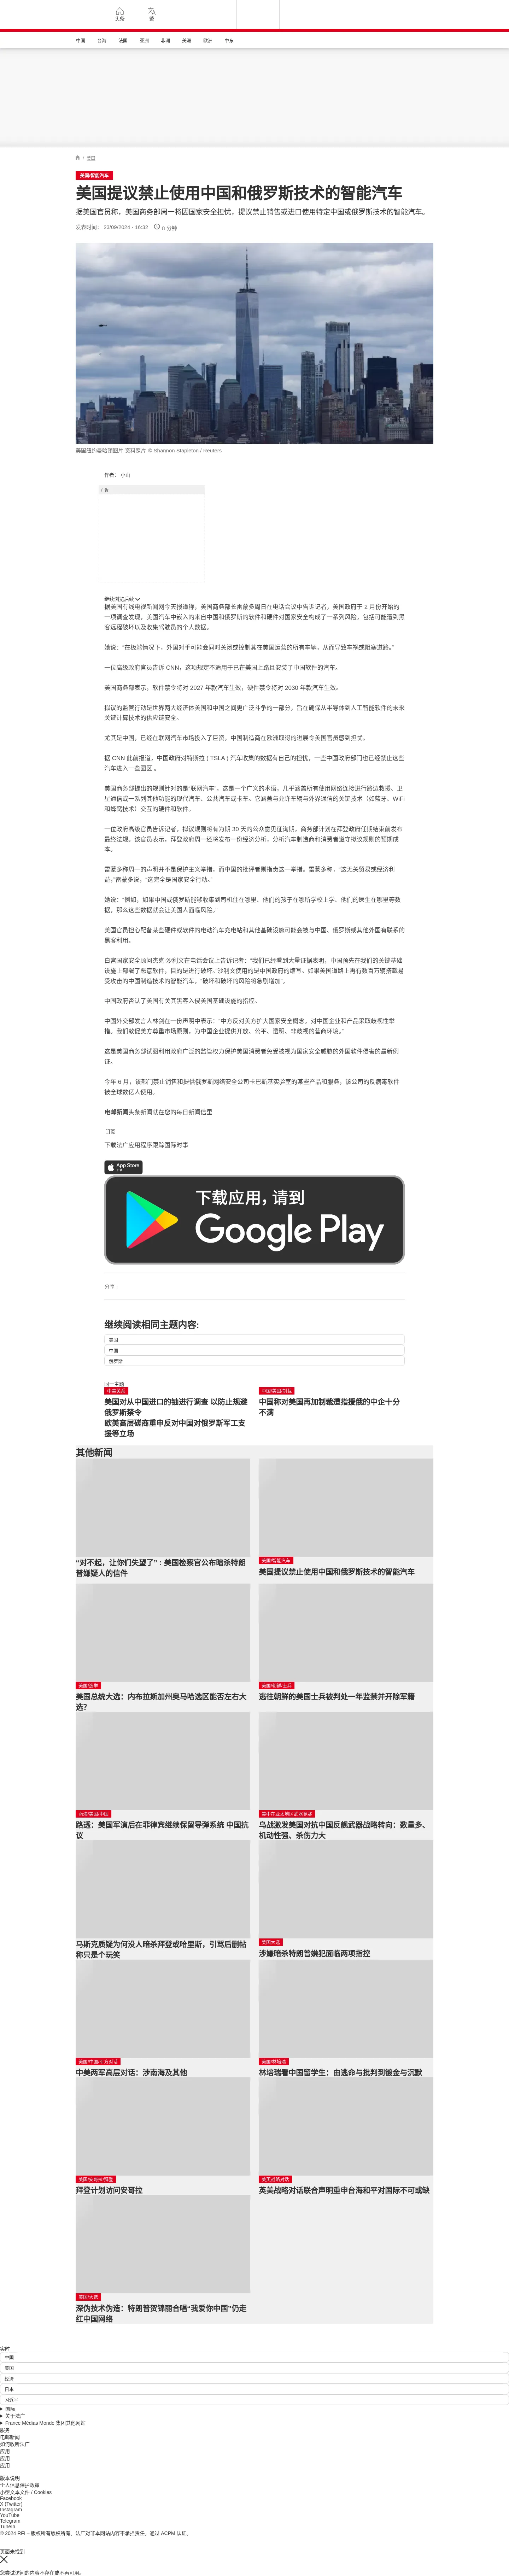 头条
繁
中国
台海
法国
亚洲
非洲
美洲
欧洲
中东
/ 美国
美国/智能汽车
美国提议禁止使用中国和俄罗斯技术的智能汽车
据美国官员称，美国商务部周一将因国家安全担忧，提议禁止销售或进口使用特定中国或俄罗斯技术的智能汽车。
发表时间： 23/09/2024 - 16:32
8 分钟
美国纽约曼哈顿图片 资料照片 © Shannon Stapleton / Reuters
作者： 小山
广告
继续浏览后续
据美国有线电视新闻网今天报道称，美国商务部长雷蒙多周日在电话会议中告诉记者，美国政府于 2 月份开始的
一项调查发现，美国汽车中嵌入的来自中国和俄罗斯的软件和硬件对国家安全构成了一系列风险，包括可能遭到黑
客远程破坏以及收集驾驶员的个人数据。
她说：“在极端情况下，外国对手可能会同时关闭或控制其在美国运营的所有车辆，从而导致车祸或阻塞道路。”
一位高级政府官员告诉 CNN，这项规定不适用于已在美国上路且安装了中国软件的汽车。
美国商务部表示，软件禁令将对 2027 年款汽车生效，硬件禁令将对 2030 年款汽车生效。
拟议的监管行动是世界两大经济体美国和中国之间更广泛斗争的一部分，旨在确保从半导体到人工智能软件的未来
关键计算技术的供应链安全。
尤其是中国，已经在联网汽车市场投入了巨资，中国制造商在欧洲取得的进展令美国官员感到担忧。
据 CNN 此前报道，中国政府对特斯拉 ( TSLA ) 汽车收集的数据有自己的担忧，一些中国政府部门也已经禁止这些
汽车进入一些园区 。
美国商务部提出的规则针对的是“联网汽车”，这是一个广义的术语，几乎涵盖所有使用网络连接进行路边救援、卫
星通信或一系列其他功能的现代汽车、公共汽车或卡车。它涵盖与允许车辆与外界通信的关键技术（如蓝牙、WiFi
和蜂窝技术）交互的硬件和软件。
一位政府高级官员告诉记者，拟议规则将有为期 30 天的公众意见征询期，商务部计划在拜登政府任期结束前发布
最终法规。该官员表示，拜登政府周一还将发布一份经济分析，分析汽车制造商和消费者遵守拟议规则的预期成
本。
雷蒙多称周一的声明并不是保护主义举措，而中国的批评者则指责这一举措。雷蒙多称，“这无关贸易或经济利
益,”雷蒙多说，“这完全是国家安全行动。”
她说：“例如，如果中国或俄罗斯能够收集到司机住在哪里、他们的孩子在哪所学校上学、他们的医生在哪里等数
据，那么这些数据就会让美国人面临风险。”
美国官员担心配备某些硬件或软件的电动汽车充电站和其他基础设施可能会被与中国、俄罗斯或其他外国有联系的
黑客利用。
白宫国家安全顾问杰克·沙利文在电话会议上告诉记者：“我们已经看到大量证据表明，中国预先在我们的关键基础
设施上部署了恶意软件，目的是进行破坏。”沙利文使用的是中国政府的缩写，如果美国道路上再有数百万辆搭载易
受攻击的中国制造技术的智能汽车，“破坏和破坏的风险将急剧增加”。
中国政府否认了美国有关其黑客入侵美国基础设施的指控。
中国外交部发言人林剑在一份声明中表示：“中方反对美方扩大国家安全概念，对中国企业和产品采取歧视性举
措。我们敦促美方尊重市场原则，为中国企业提供开放、公平、透明、非歧视的营商环境。”
这是美国商务部试图利用政府广泛的监管权力保护美国消费者免受被视为国家安全威胁的外国软件侵害的最新例
证。
今年 6 月，该部门禁止销售和提供俄罗斯网络安全公司卡巴斯基实验室的某些产品和服务，该公司的反病毒软件
被全球数亿人使用。
电邮新闻头条新闻就在您的每日新闻信里
订阅
下载法广应用程序跟踪国际时事
App Store
下载应用，请到
Google Play
分享 :
继续阅读相同主题内容:
美国
中国
俄罗斯
同一主题
中美关系
美国对从中国进口的铀进行调查 以防止规避
俄罗斯禁令
中国/美国/制裁
中国称对美国再加制裁遭指援俄的中企十分
不满
欧美高层磋商重申反对中国对俄罗斯军工支
援等立场
其他新闻
“对不起，让你们失望了” : 美国检察官公布暗杀特朗
普嫌疑人的信件
美国/智能汽车
美国提议禁止使用中国和俄罗斯技术的智能汽车
美国/选举
美国总统大选：内布拉斯加州奥马哈选区能否左右大
选？
美国/朝鲜/士兵
逃往朝鲜的美国士兵被判处一年监禁并开除军籍
南海/美国/中国
路透：美国军演后在菲律宾继续保留导弹系统 中国抗
议
美中在亚太地区武器竞赛
乌战激发美国对抗中国反舰武器战略转向：数量多、
机动性强、杀伤力大
马斯克质疑为何没人暗杀拜登或哈里斯，引骂后删帖
称只是个玩笑
美国大选
涉嫌暗杀特朗普嫌犯面临两项指控
美国/中国/军方对话
中美两军高层对话：涉南海及其他
美国/林培瑞
林培瑞看中国留学生：由逃命与批判到镀金与沉默
美国/安哥拉/拜登
拜登计划访问安哥拉
英美战略对话
英美战略对话联合声明重申台海和平对国际不可或缺
美国/大选
深伪技术伪造：特朗普贺锦丽合唱“我爱你中国”仍走
红中国网络
实时
中国
美国
经济
日本
习近平
国际
关于法广
France Médias Monde 集团其他网站
服务
电邮新闻
如何收听法广
应用
应用
应用
版本说明
个人信息保护政策
小型文本文件 / Cookies
Facebook
X (Twitter)
Instagram
YouTube
Telegram
TuneIn
© 2024 RFI – 版权所有版权所有。法广对非本网站内容不承担责任。通过 ACPM 认证。
页面未找到
您尝试访问的内容不存在或不再可用。